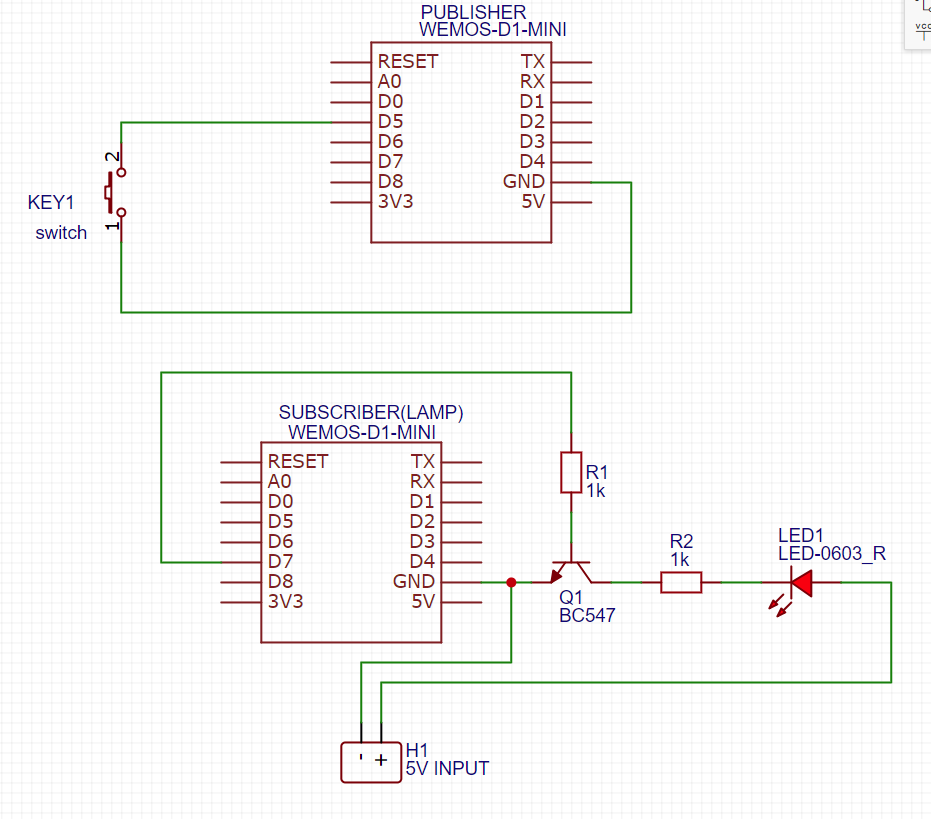 VCC
PUBLISHER
WEMOS-D1-MINI
RESET
A0
D0
D5
D6
D7
D8
3V3
TX
RX
D1
D2
D3
D4
GND
5V
2
KEY1
switch
1
SUBSCRIBER(LAMP)
WEMOS-D1-MINI
RESET
A0
D0
D5
D6
D7
D8
3V3
TX
RX
D1
D2
D3
D4
GND
5V
R1
1k
Q1
BC547
R2
1k
LED1
LED-0603_R
- +
H1
5V INPUT